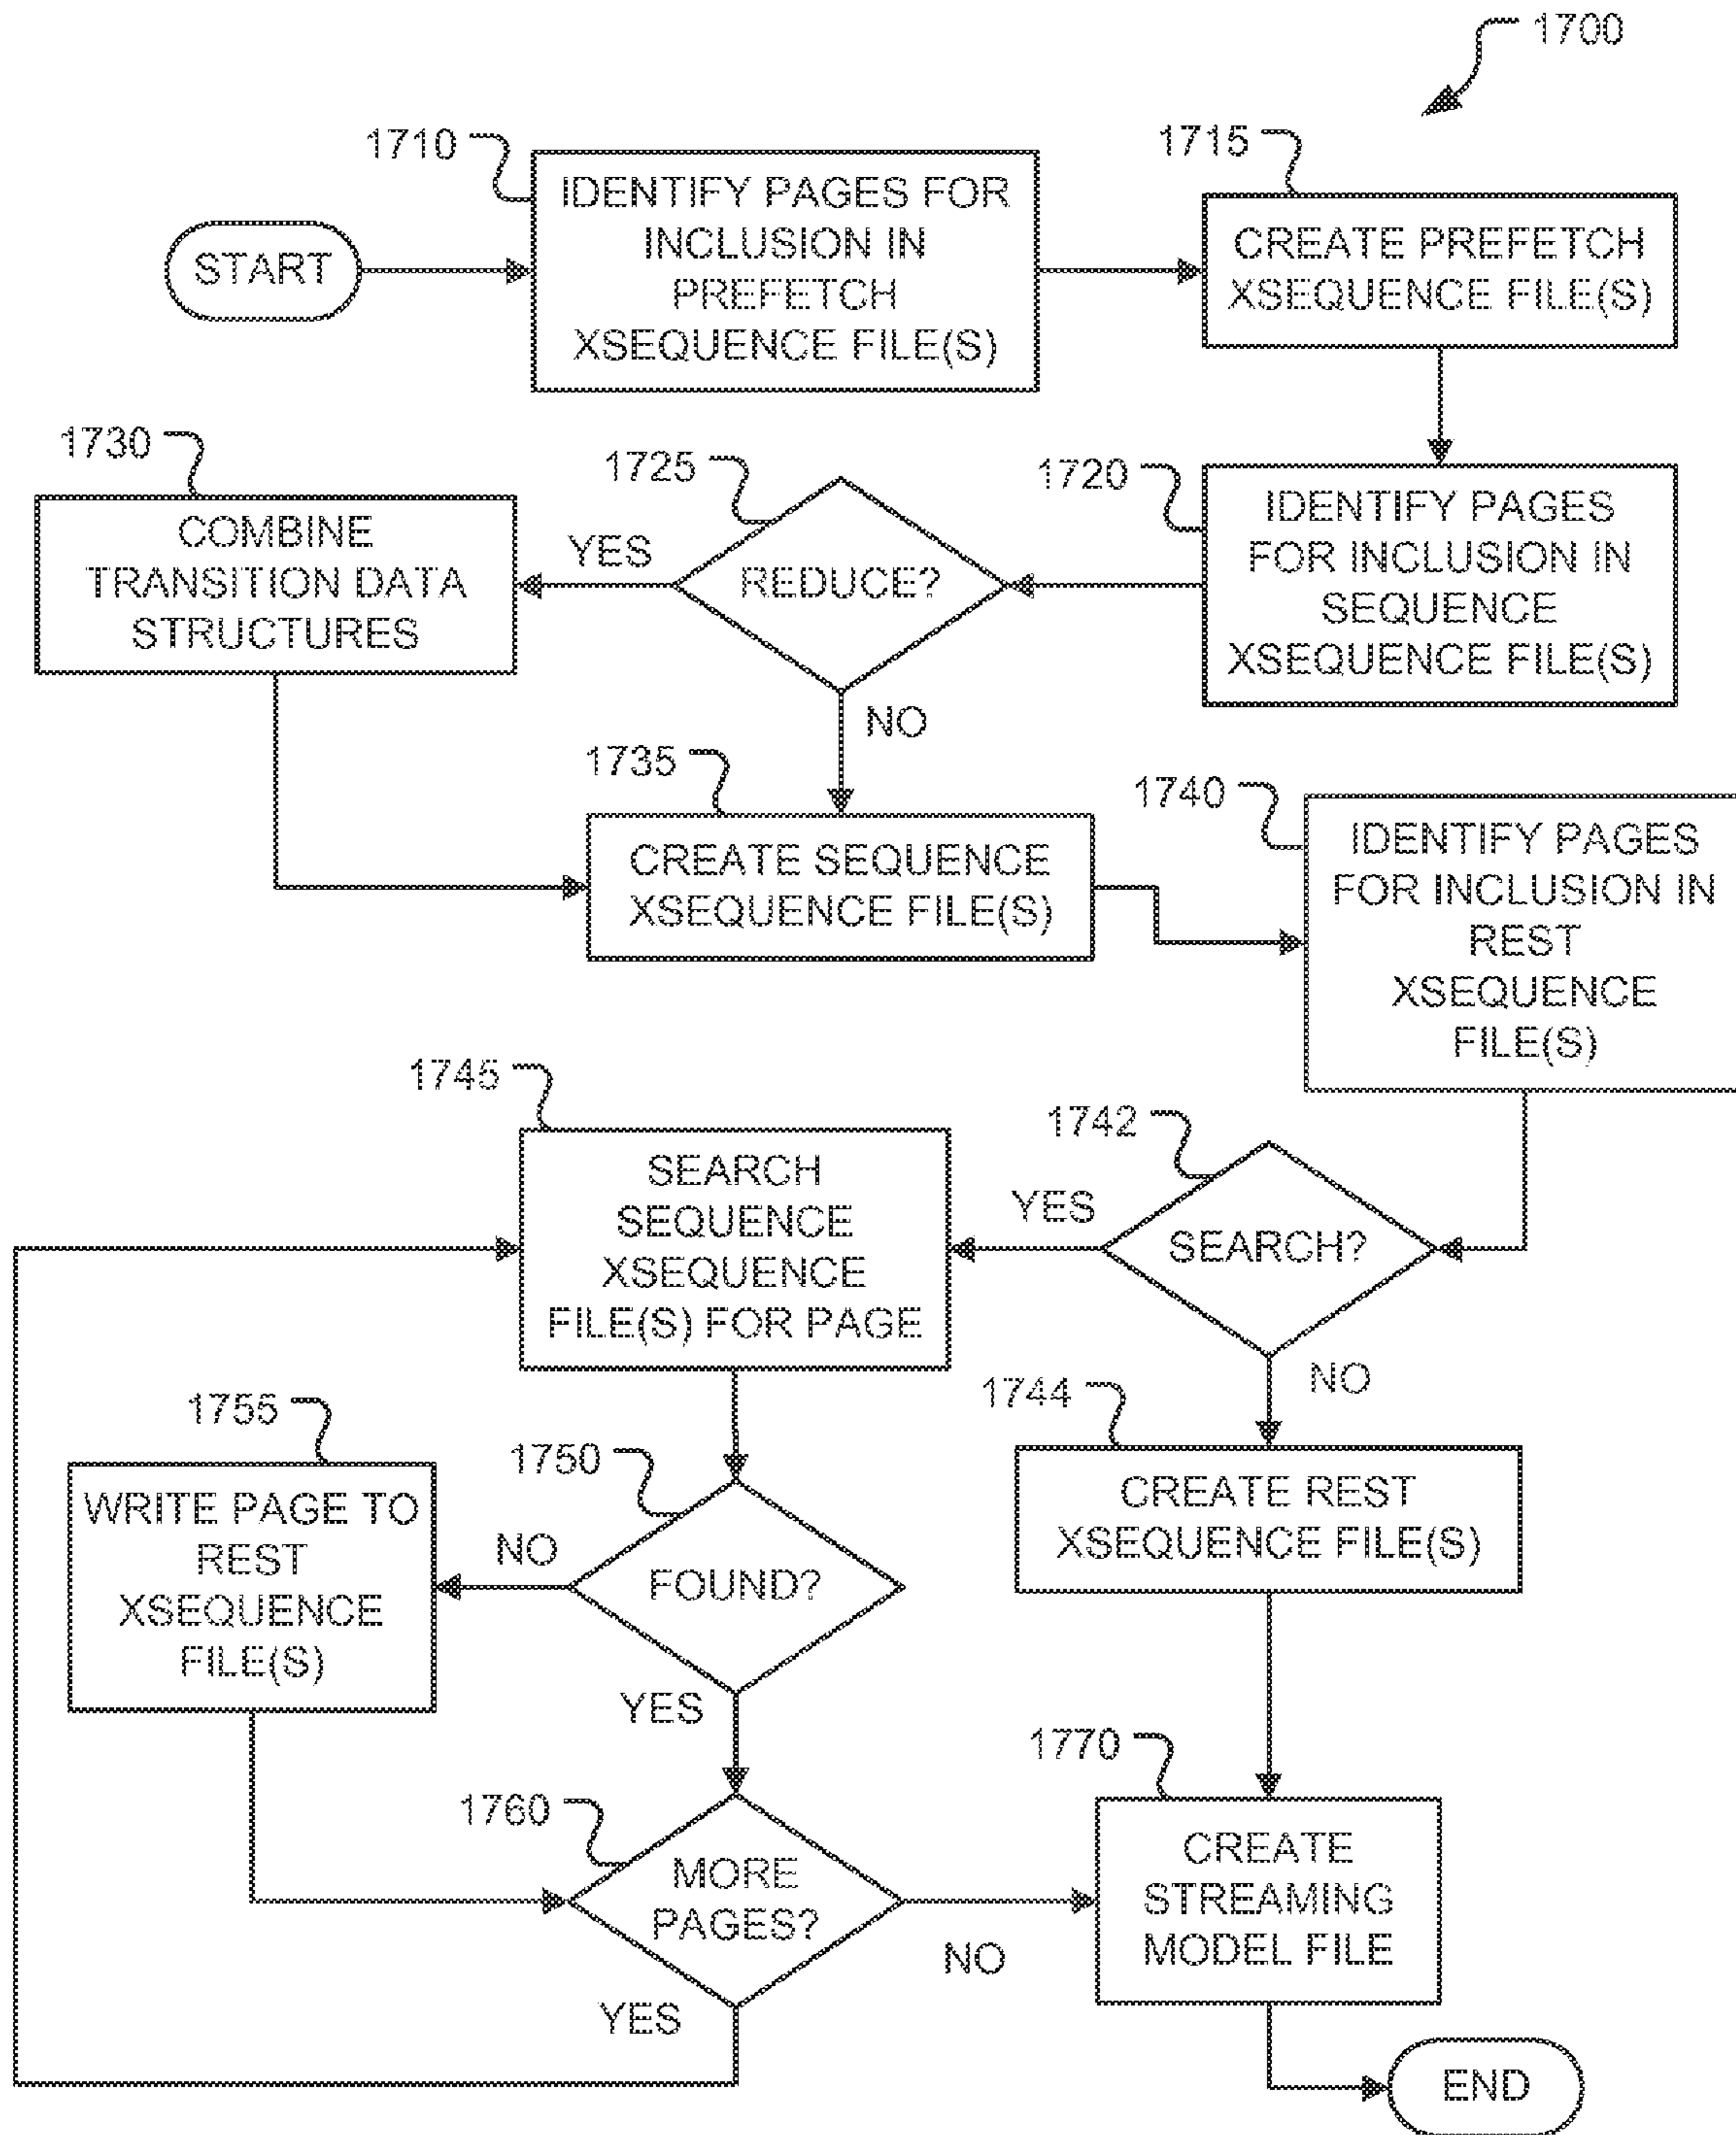 1700
1710
IDENTIFY PAGES FOR
INCLUSION IN
PREFETCH
XSEQUENCE FILE(S)
1715
CREATE PREFETCH
XSEQUENCE FILE(S)
START
1730
COMBINE
TRANSITION DATA
STRUCTURES
YES
1725
REDUCE?
NO
1720
IDENTIFY PAGES
FOR INCLUSION IN
SEQUENCE
XSEQUENCE FILE(S)
1735
CREATE SEQUENCE
XSEQUENCE FILE(S)
1740
IDENTIFY PAGES
FOR INCLUSION IN
REST
XSEQUENCE
FILE(S)
1745
SEARCH
SEQUENCE
XSEQUENCE
FILE(S) FOR PAGE
YES
1742
SEARCH?
NO
1744
CREATE REST
XSEQUENCE FILE(S)
1755
WRITE PAGE TO
REST
XSEQUENCE
FILE(S)
NO
1750
FOUND?
YES
1760
MORE
PAGES?
NO
YES
1770
CREATE
STREAMING
MODEL FILE
END